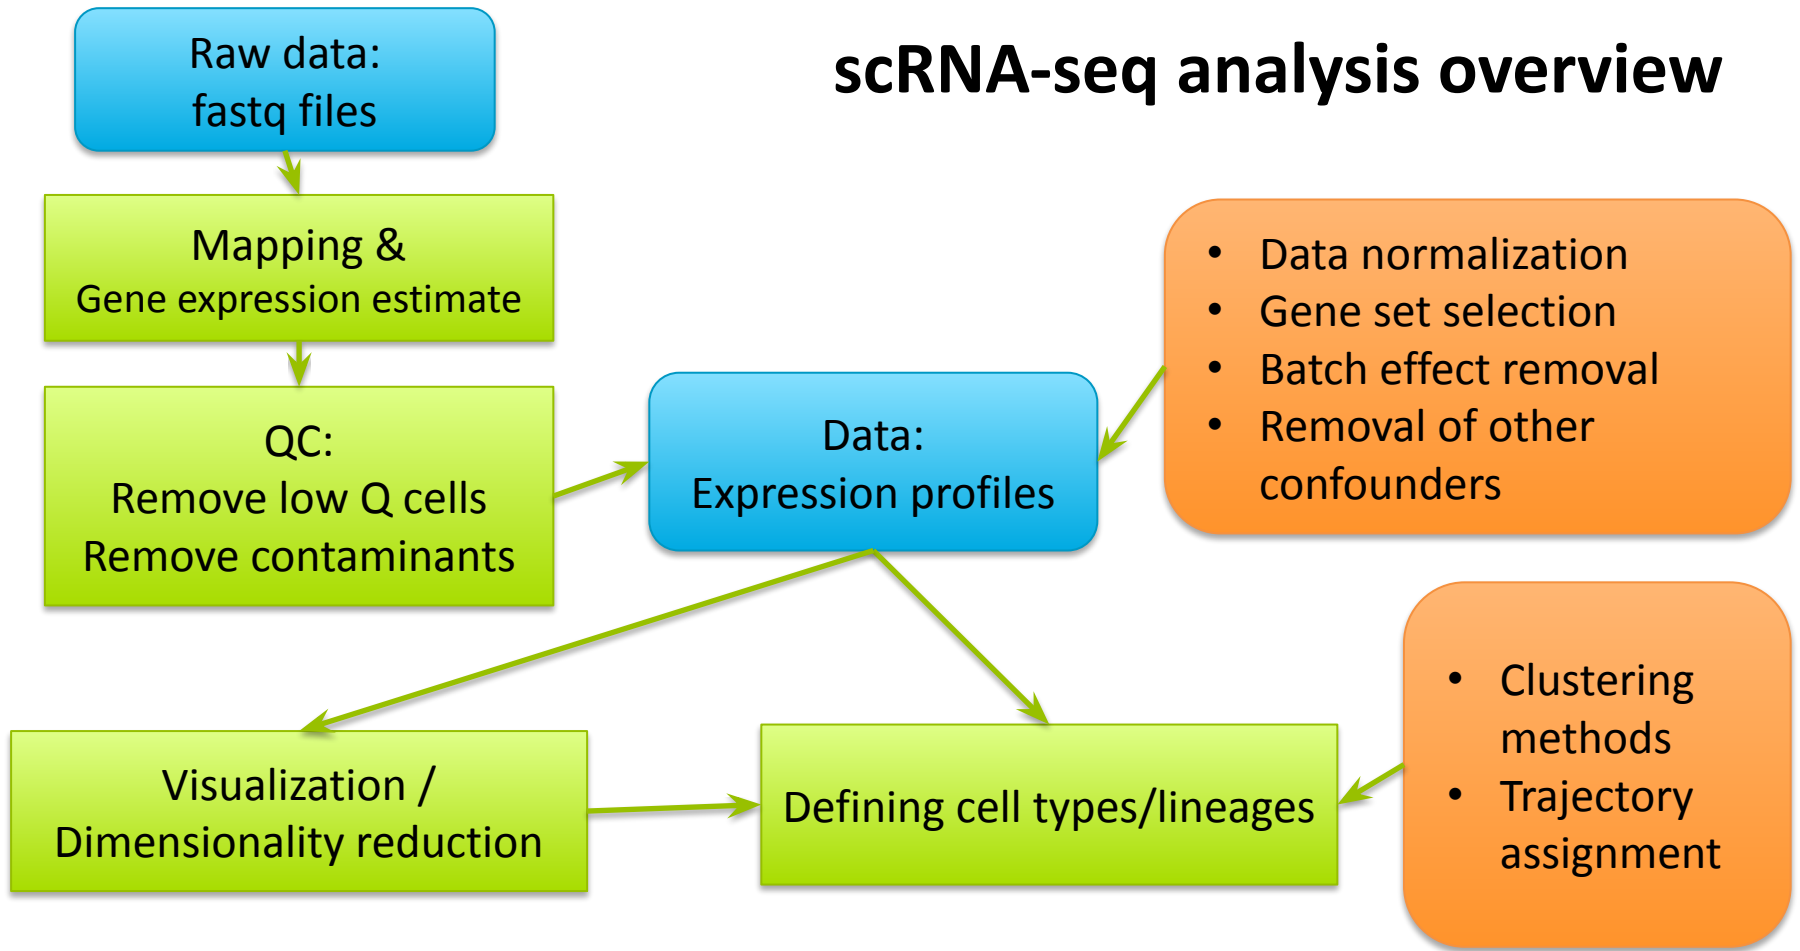 scRNA-seq analysis overview
Raw data:
fastq files
Mapping &
Gene expression estimate
QC:
Remove low Q cells
Remove contaminants
Data:
Expression profiles
• Data normalization
• Gene set selection
• Batch effect removal
• Removal of other
confounders
Visualization /
Dimensionality reduction
Defining cell types/lineages
• Clustering
methods
• Trajectory
assignment